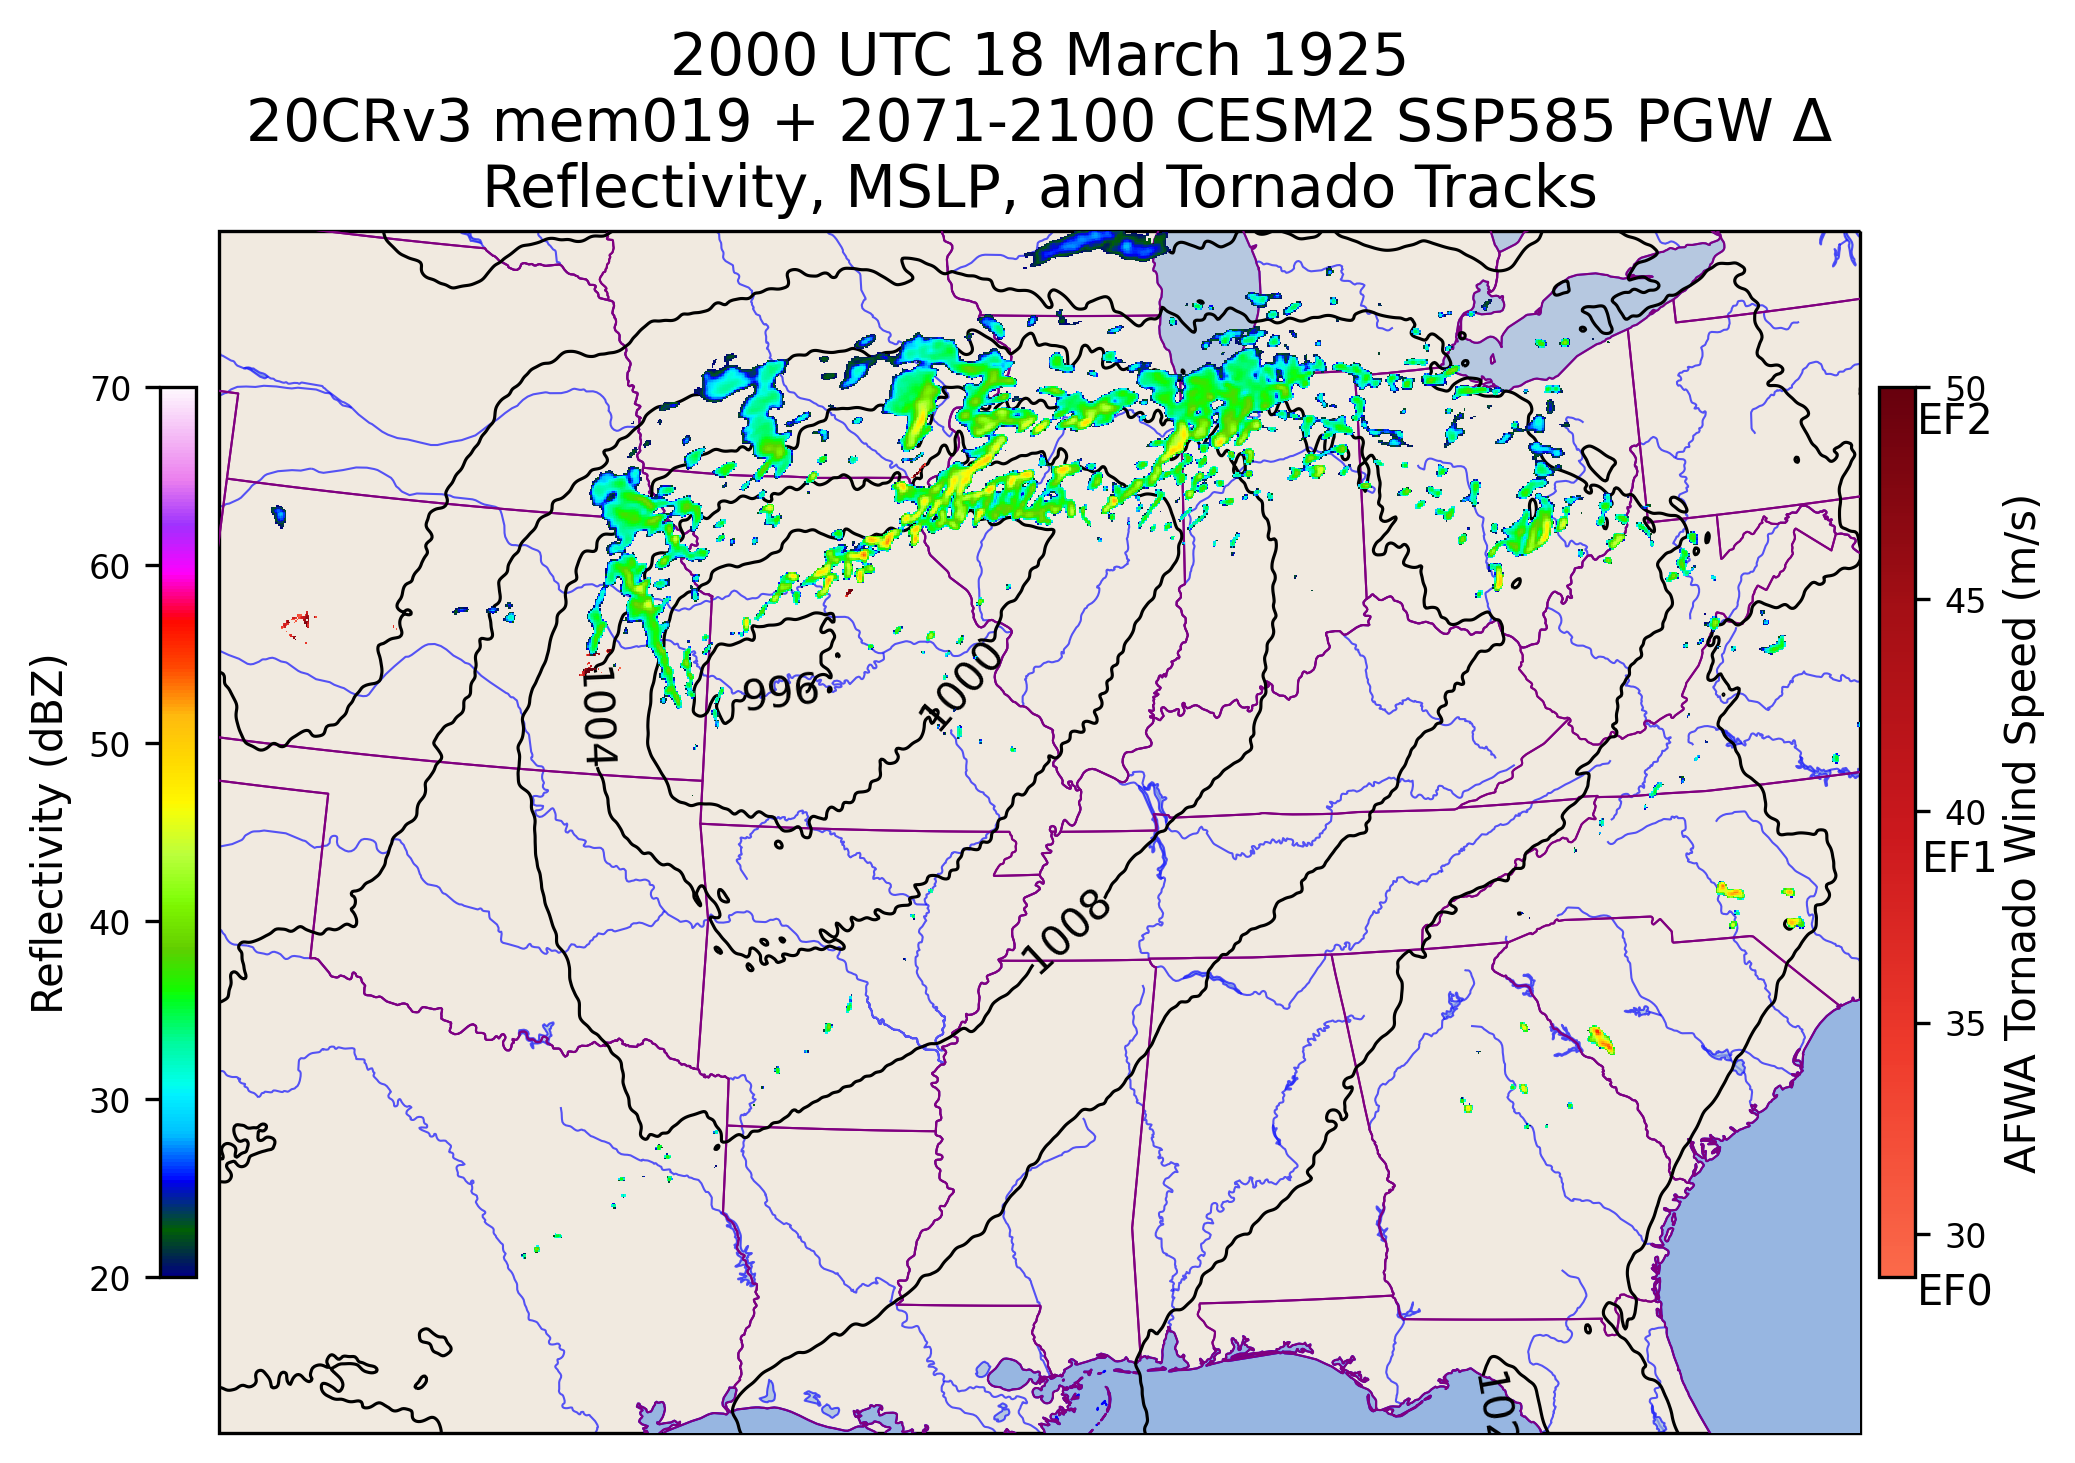 2000 UTC 18 March 1925
20CRv3 mem019 + 2071-2100 CESM2 SSP585 PGW Δ
Reflectivity, MSLP, and Tornado Tracks
70
60
50
40
30
20
Reflectivity (dBZ)
996
1000
1004
1008
50
EF2
45
40
EF1
35
30
EF0
AFWA Tornado Wind Speed (m/s)